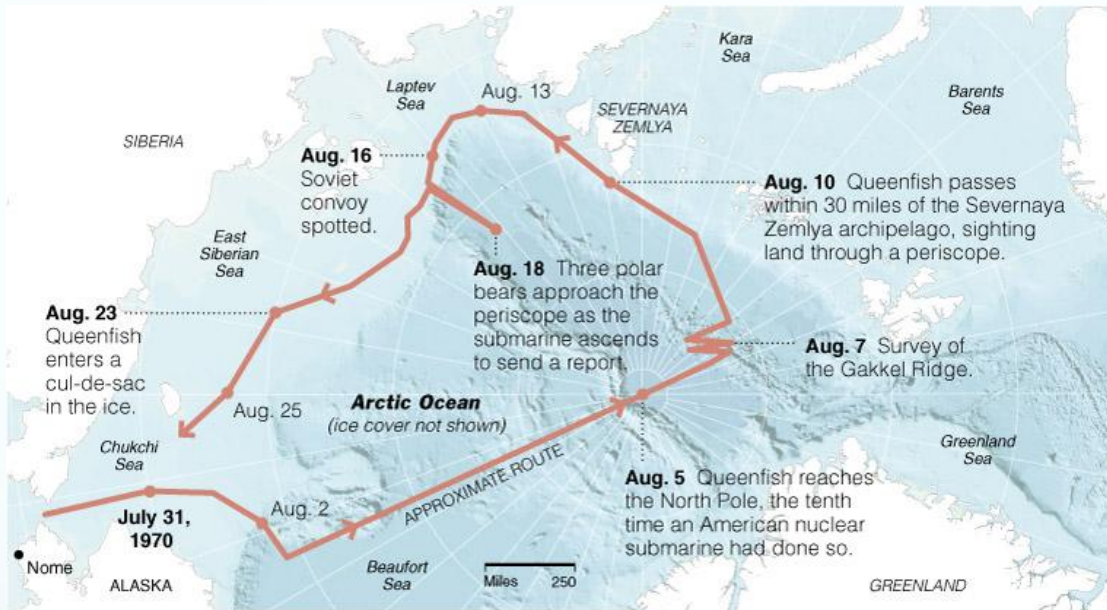 Kara
Sea
Laptev
Sea
Aug. 13
SEVERNAYA
ZEMLYA
Barents
Sea
SIBERIA
Aug. 16
Soviet
convoy
spotted.
Aug. 10 Queenfish passes
within 30 miles of the Severnaya
Zemlya archipelago, sighting
land through a periscope.
East
Siberian
Sea
Aug. 18 Three polar
bears approach the
periscope as the
submarine ascends
to send a report.
Aug. 23
Queenfish
enters a
cul-de-sac
in the ice.
Aug. 7 Survey of
the Gakkel Ridge.
Aug. 25
Arctic Ocean
(ice cover not shown)
Chukchi
Sea
Greenland
Sea
APPROXIMATE ROUTE
Aug. 5 Queenfish reaches
the North Pole, the tenth
time an American nuclear
submarine had done so.
July 31,
1970
Aug. 2
Nome
ALASKA
Beaufort
Sea
Miles 250
GREENLAND